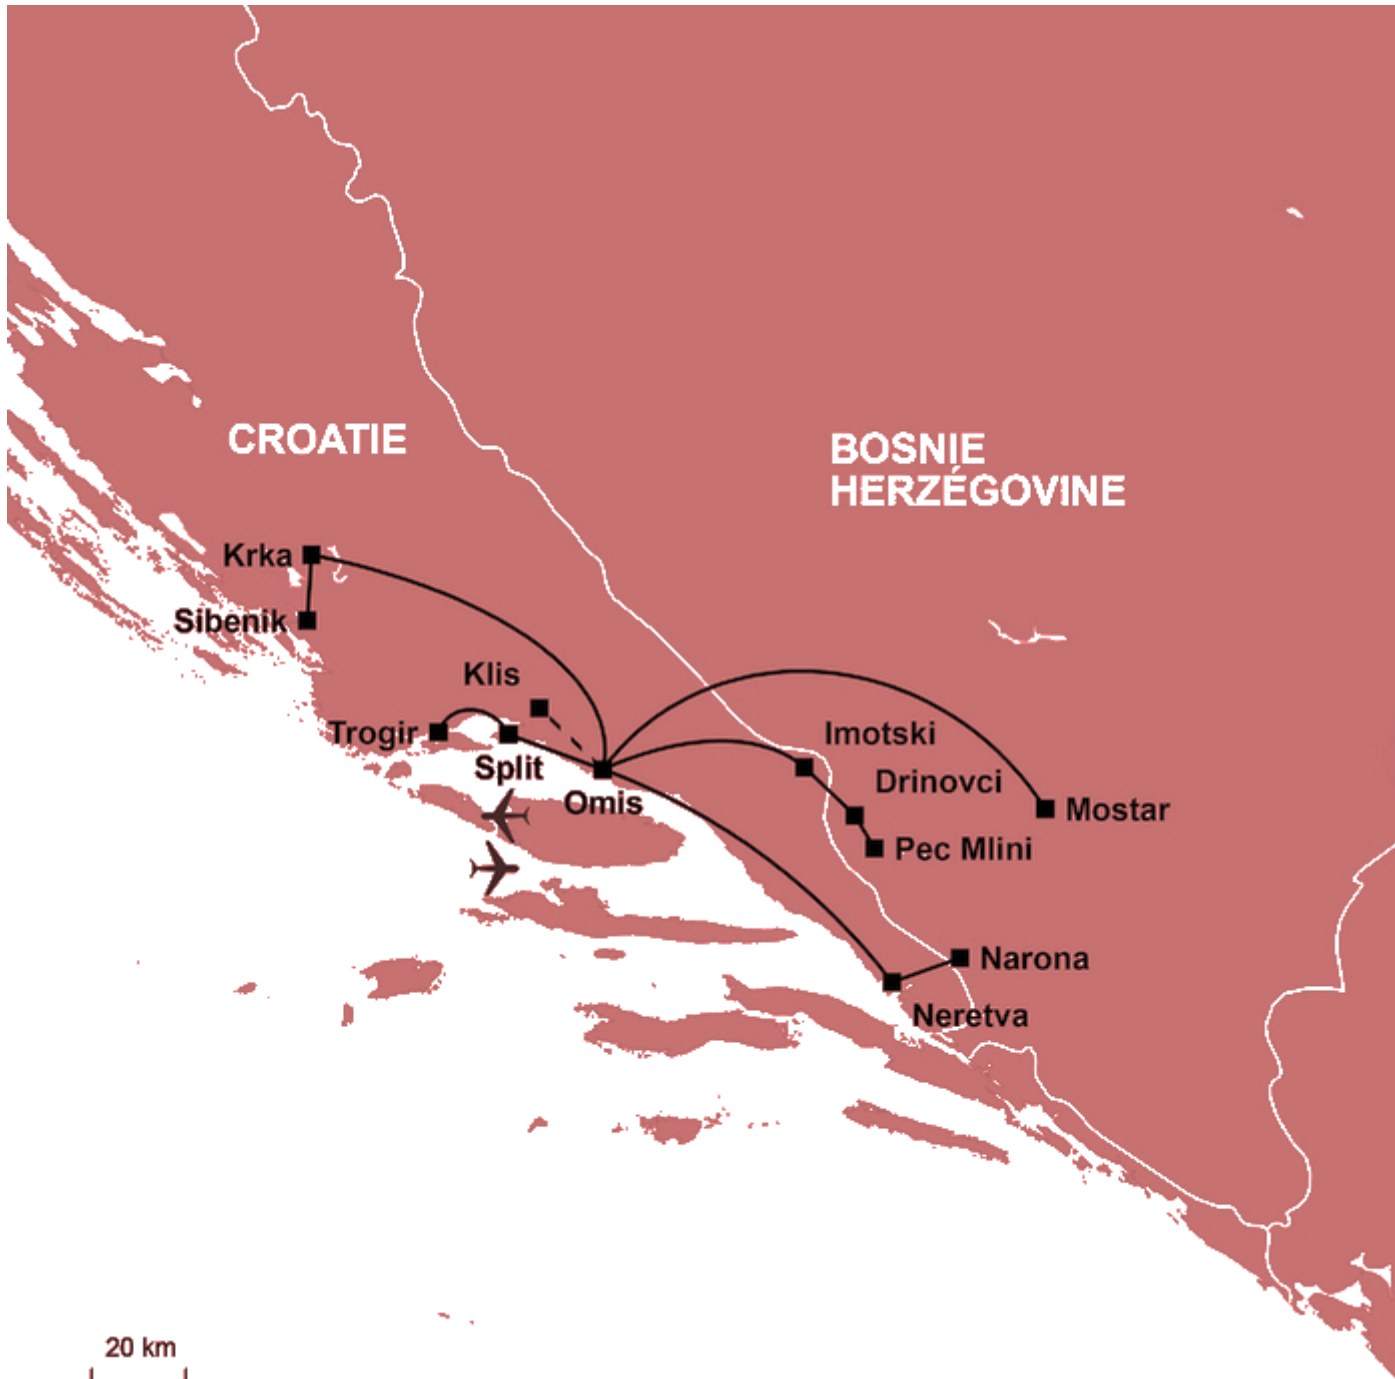 CROATIE
BOSNIE
HERZÉGOVINE
Krka
Sibenik
Klis
Trogir
Split
Omis
Imotski
Drinovci
Mostar
Pec Mlini
Narona
Neretva
20 km